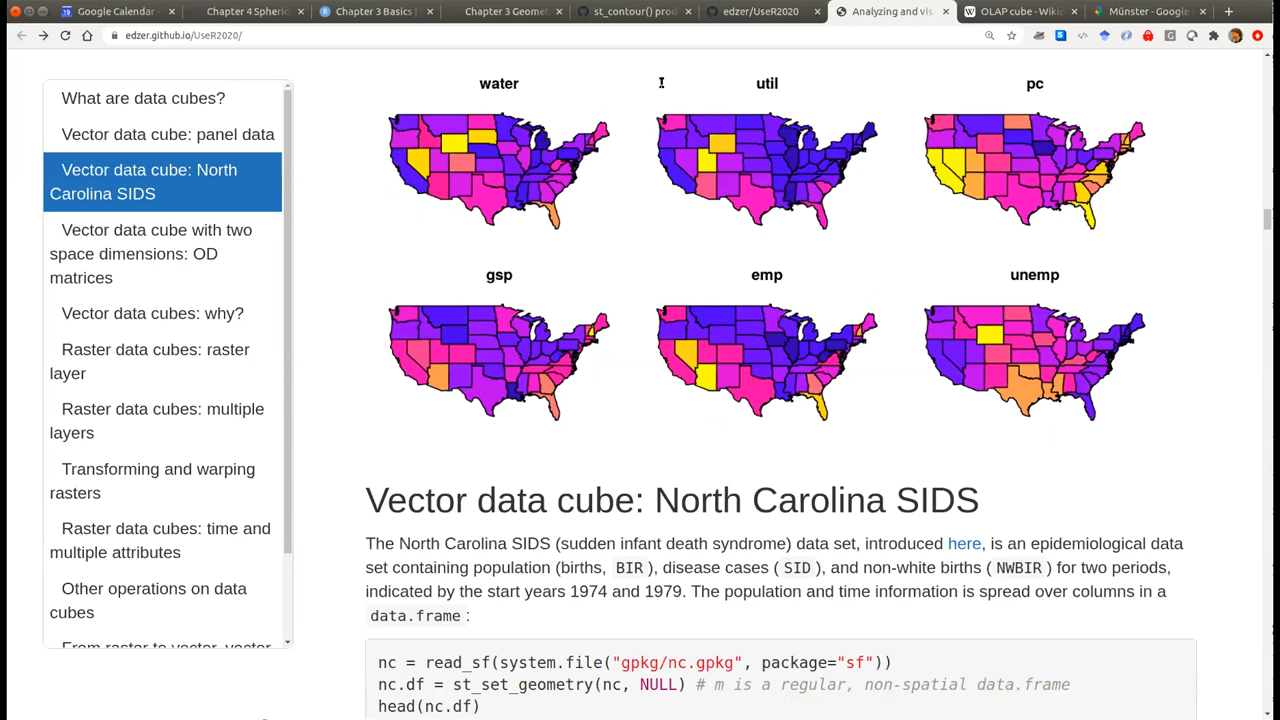 Google Calendar -
Chapter 4 Spheric
Chapter 3 Basics |
Chapter 3 Geomet
st_contour() prod
edzer/UseR2020
Analyzing and vis
OLAP cube - Wikip
Münster - Google
edzer.github.io/UseR2020/
What are data cubes?
Vector data cube: panel data
Vector data cube: North
Carolina SIDS
Vector data cube with two
space dimensions: OD
matrices
Vector data cubes: why?
Raster data cubes: raster
layer
Raster data cubes: multiple
layers
Transforming and warping
rasters
Raster data cubes: time and
multiple attributes
Other operations on data
cubes
From raster to vector, vector
water util pc
gsp emp unemp
Vector data cube: North Carolina SIDS
The North Carolina SIDS (sudden infant death syndrome) data set, introduced here, is an epidemiological data
set containing population (births, BIR ), disease cases ( SID ), and non-white births ( NWBIR ) for two periods,
indicated by the start years 1974 and 1979. The population and time information is spread over columns in a
data.frame :
nc = read_sf(system.file("gpkg/nc.gpkg", package="sf"))
nc.df = st_set_geometry(nc, NULL) # m is a regular, non-spatial data.frame
head(nc.df)